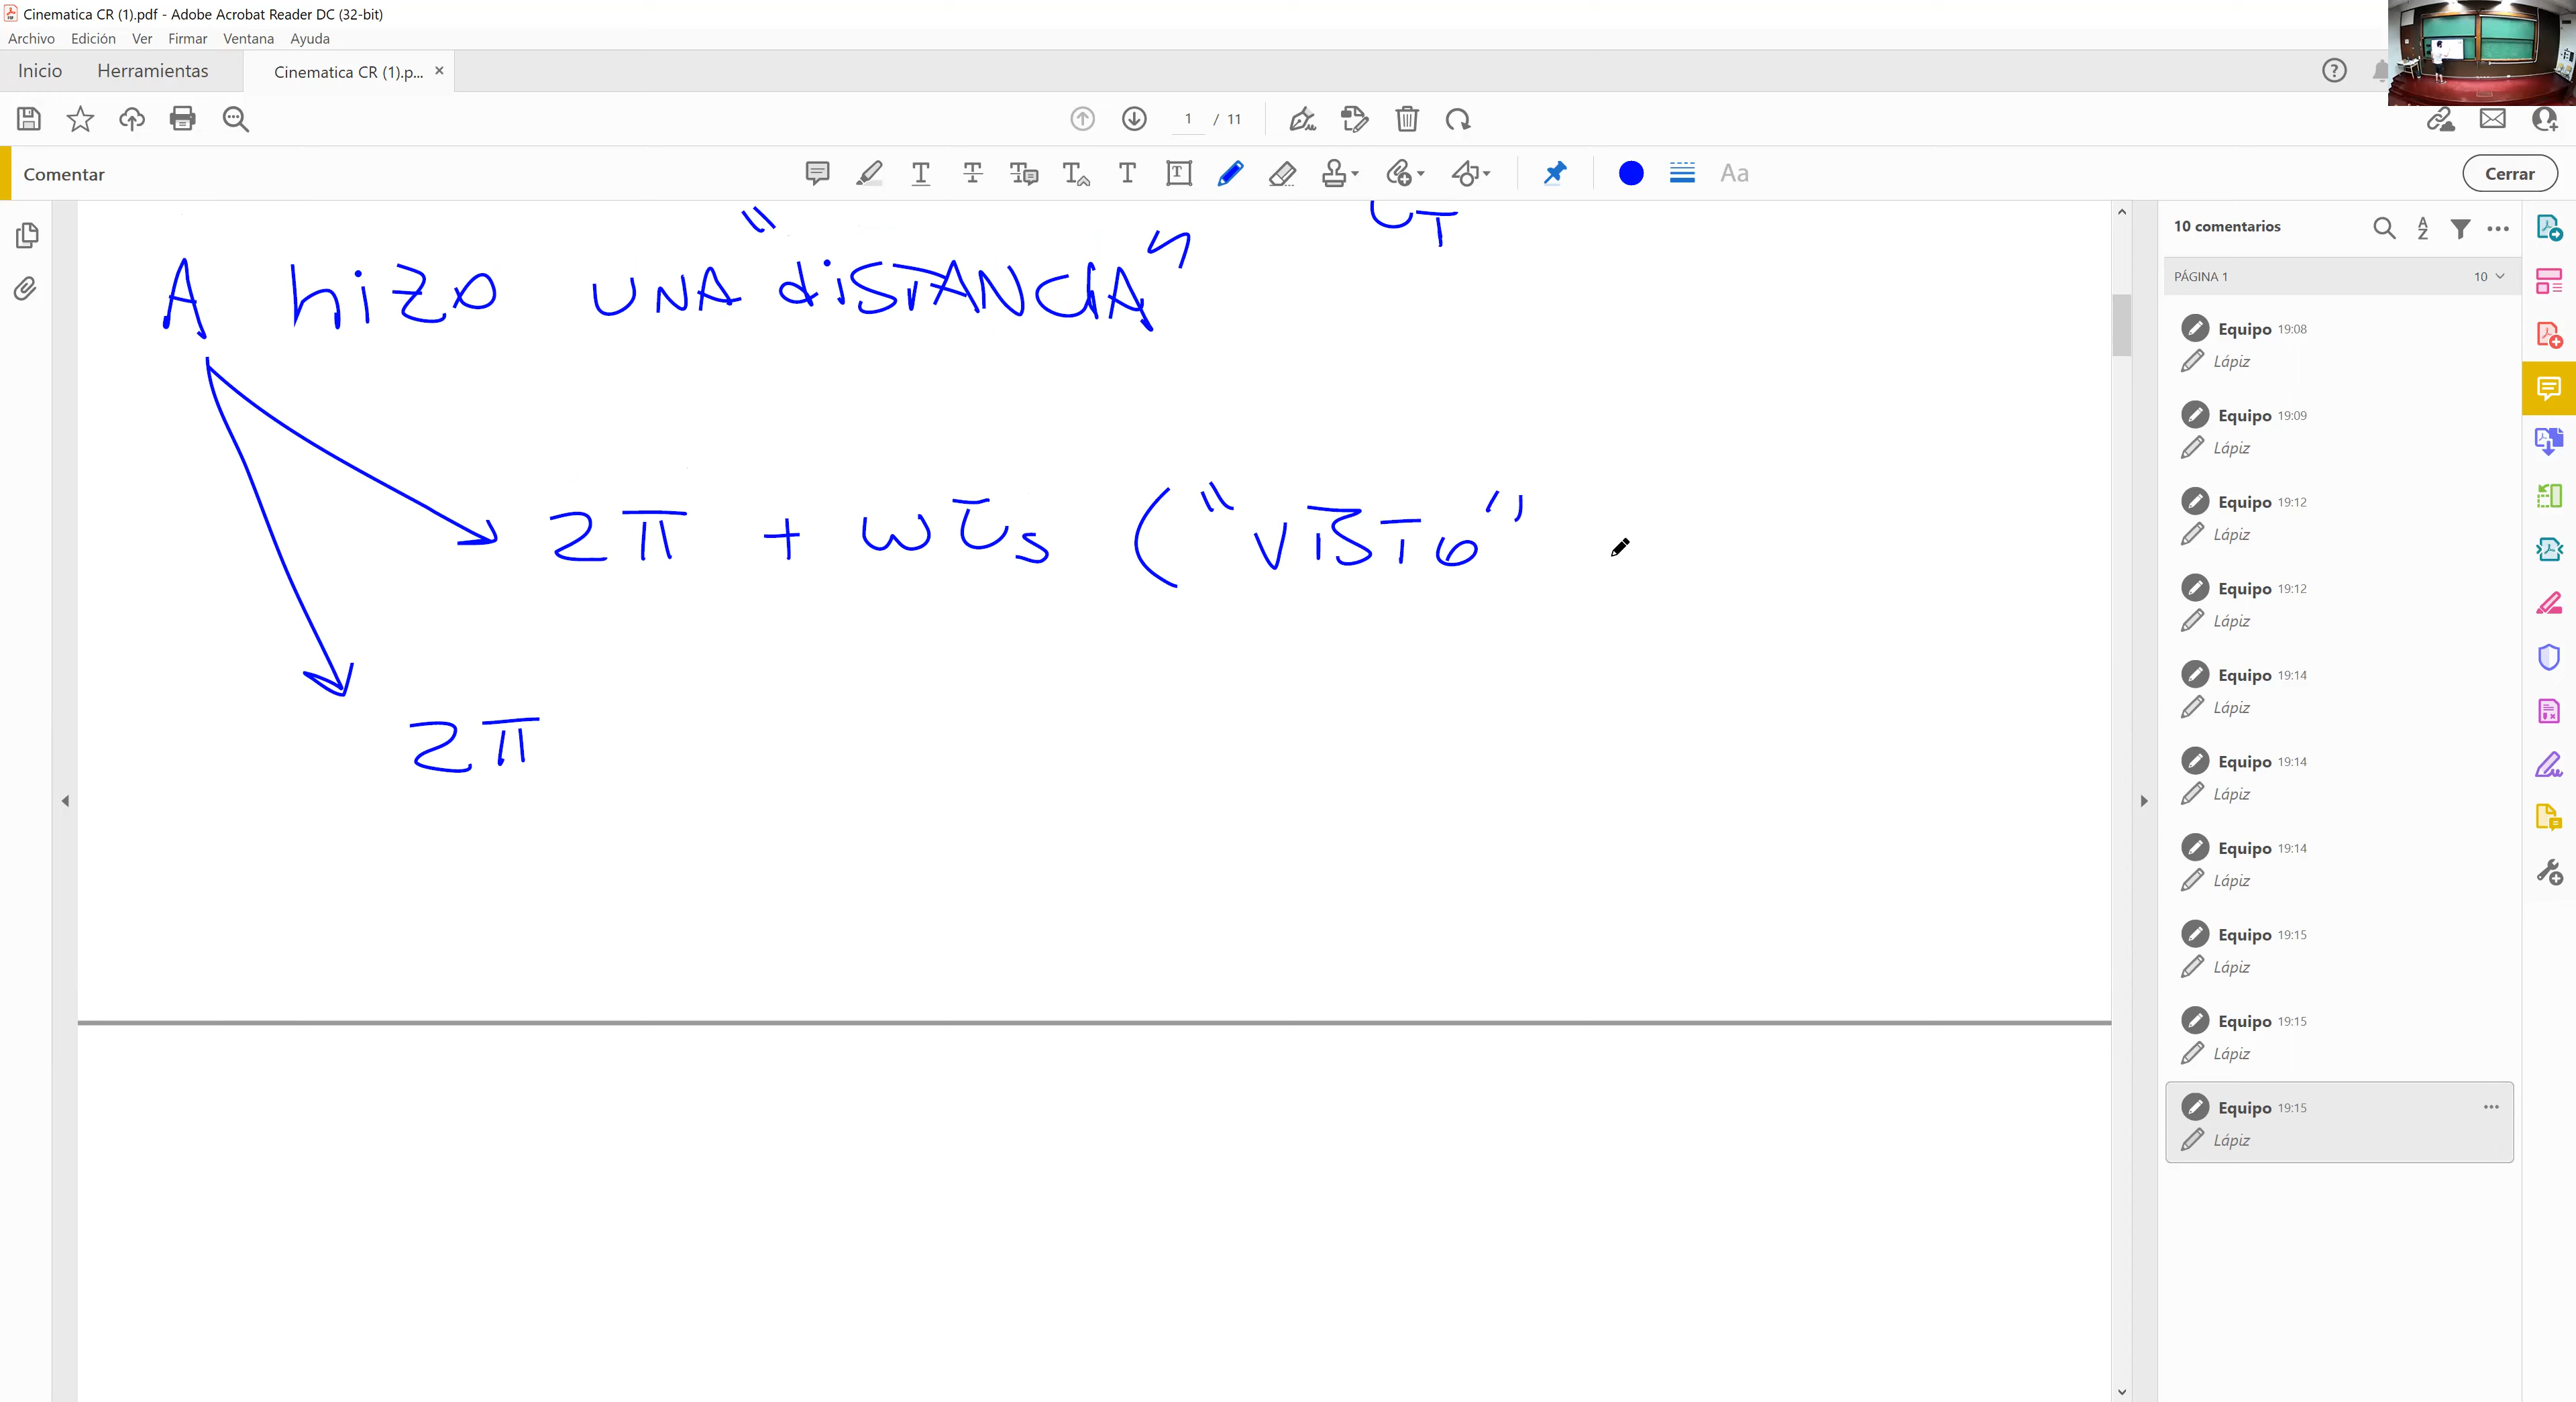 Cinematica CR (1).pdf - Adobe Acrobat Reader DC (32-bit)
Archivo Edición Ver Firmar Ventana Ayuda
Inicio Herramientas Cinematica CR (1).p... ×
1 / 11
Comentar
Aa
Cerrar
τ_T
A hizo UNA "diSTANCiA"
2π + ωτ_s ("VISTO"
2π
10 comentarios
PÁGINA 1 10
Equipo 19:08
Lápiz
Equipo 19:09
Lápiz
Equipo 19:12
Lápiz
Equipo 19:12
Lápiz
Equipo 19:14
Lápiz
Equipo 19:14
Lápiz
Equipo 19:14
Lápiz
Equipo 19:15
Lápiz
Equipo 19:15
Lápiz
Equipo 19:15
Lápiz